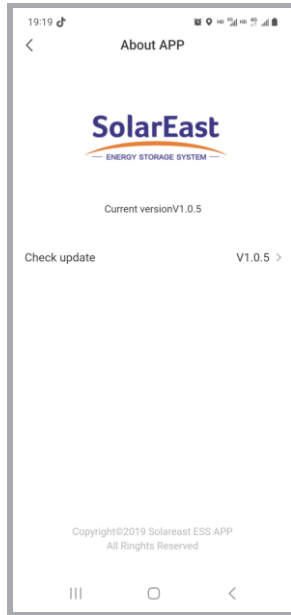 19:19
About APP
SolarEast
ENERGY STORAGE SYSTEM
Current versionV1.0.5
Check update V1.0.5
Copyright©2019 Solareast ESS APP
All Ringhts Reserved